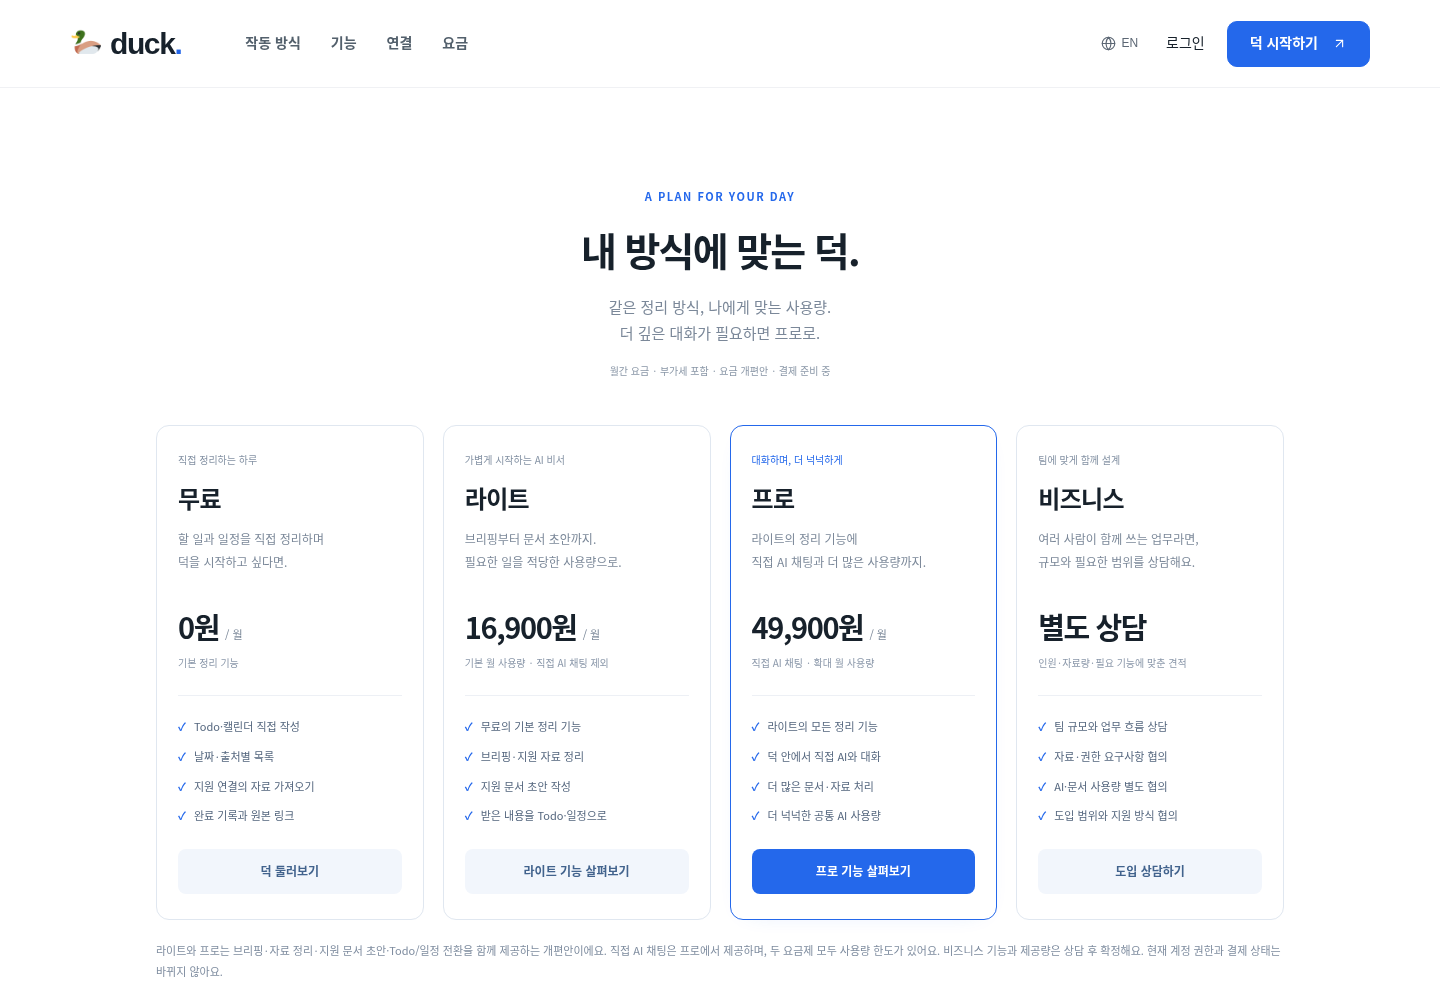 duck.
작동 방식
기능
연결
요금
EN
로그인
덕 시작하기
A PLAN FOR YOUR DAY
내 방식에 맞는 덕.
같은 정리 방식, 나에게 맞는 사용량.
더 깊은 대화가 필요하면 프로로.
월간 요금 · 부가세 포함 · 요금 개편안 · 결제 준비 중
직접 정리하는 하루
무료
할 일과 일정을 직접 정리하며
덕을 시작하고 싶다면.
0원 / 월
기본 정리 기능
✓ Todo·캘린더 직접 작성
✓ 날짜·출처별 목록
✓ 지원 연결의 자료 가져오기
✓ 완료 기록과 원본 링크
덕 둘러보기
가볍게 시작하는 AI 비서
라이트
브리핑부터 문서 초안까지.
필요한 일을 적당한 사용량으로.
16,900원 / 월
기본 월 사용량 · 직접 AI 채팅 제외
✓ 무료의 기본 정리 기능
✓ 브리핑·지원 자료 정리
✓ 지원 문서 초안 작성
✓ 받은 내용을 Todo·일정으로
라이트 기능 살펴보기
대화하며, 더 넉넉하게
프로
라이트의 정리 기능에
직접 AI 채팅과 더 많은 사용량까지.
49,900원 / 월
직접 AI 채팅 · 확대 월 사용량
✓ 라이트의 모든 정리 기능
✓ 덕 안에서 직접 AI와 대화
✓ 더 많은 문서·자료 처리
✓ 더 넉넉한 공통 AI 사용량
프로 기능 살펴보기
팀에 맞게 함께 설계
비즈니스
여러 사람이 함께 쓰는 업무라면,
규모와 필요한 범위를 상담해요.
별도 상담
인원·자료량·필요 기능에 맞춘 견적
✓ 팀 규모와 업무 흐름 상담
✓ 자료·권한 요구사항 협의
✓ AI·문서 사용량 별도 협의
✓ 도입 범위와 지원 방식 협의
도입 상담하기
라이트와 프로는 브리핑·자료 정리·지원 문서 초안·Todo/일정 전환을 함께 제공하는 개편안이에요. 직접 AI 채팅은 프로에서 제공하며, 두 요금제 모두 사용량 한도가 있어요. 비즈니스 기능과 제공량은 상담 후 확정해요. 현재 계정 권한과 결제 상태는
바뀌지 않아요.